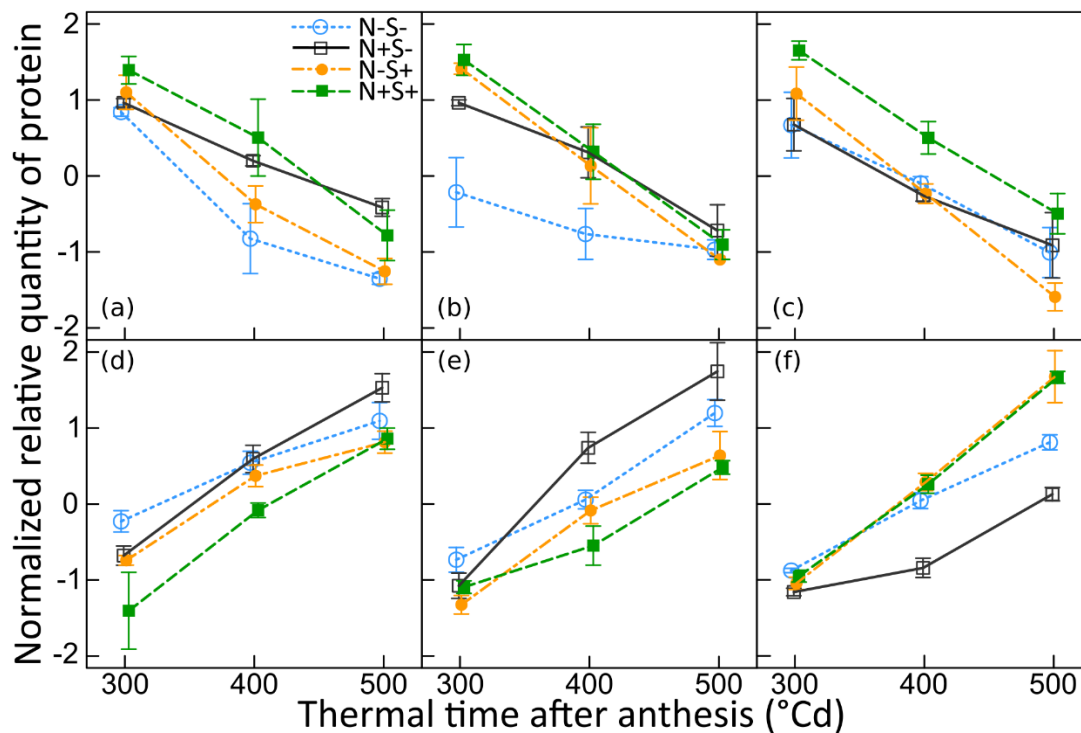 Normalized relative quantity of protein
2
1
0
-1
-2
N-S-
N+S-
N-S+
N+S+
(a)
(b)
(c)
2
1
0
-1
-2
(d)
(e)
(f)
300 400 500 300 400 500 300 400 500
Thermal time after anthesis (°Cd)